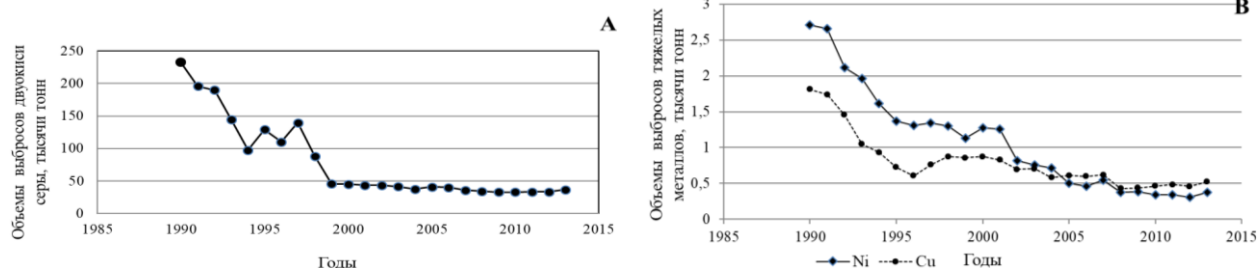 А
Объемы выбросов двуокиси
серы, тысячи тонн
250
200
150
100
50
0
1985 1990 1995 2000 2005 2010 2015
Годы
В
Объемы выбросов тяжелых
металлов, тысячи тонн
3
2,5
2
1,5
1
0,5
0
1985 1990 1995 2000 2005 2010 2015
Ni Cu Годы